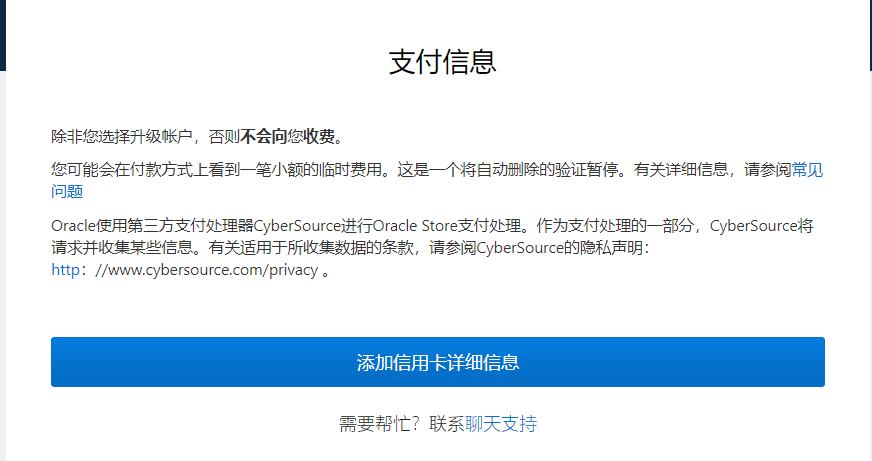 支付信息
除非您选择升级帐户，否则不会向您收费。
您可能会在付款方式上看到一笔小额的临时费用。这是一个将自动删除的验证暂停。有关详细信息，请参阅常见
问题
Oracle使用第三方支付处理器CyberSource进行Oracle Store支付处理。作为支付处理的一部分，CyberSource将
请求并收集某些信息。有关适用于所收集数据的条款，请参阅CyberSource的隐私声明：
http：//www.cybersource.com/privacy 。
添加信用卡详细信息
需要帮忙？联系聊天支持